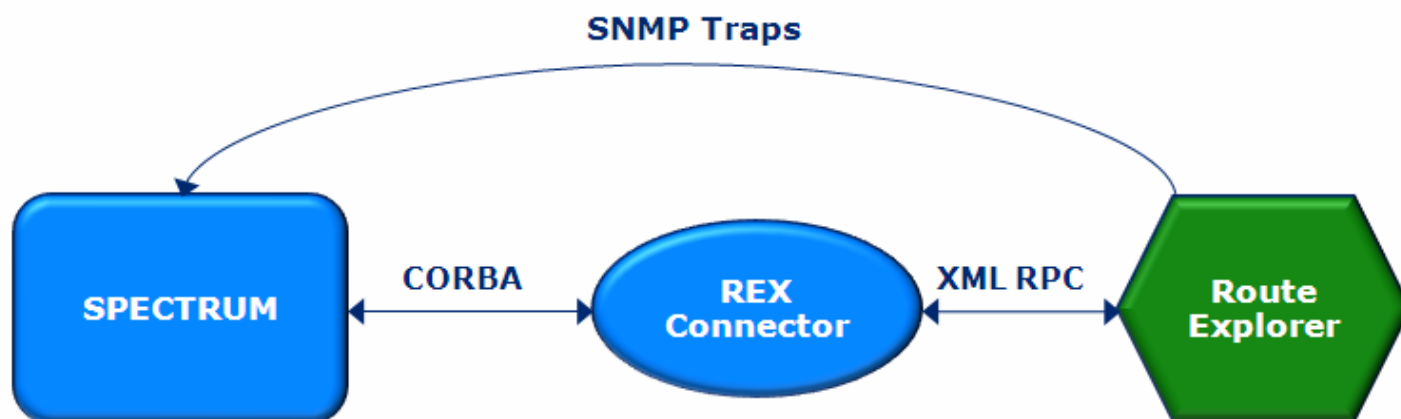 SNMP Traps
SPECTRUM
CORBA
REX
Connector
XML RPC
Route
Explorer